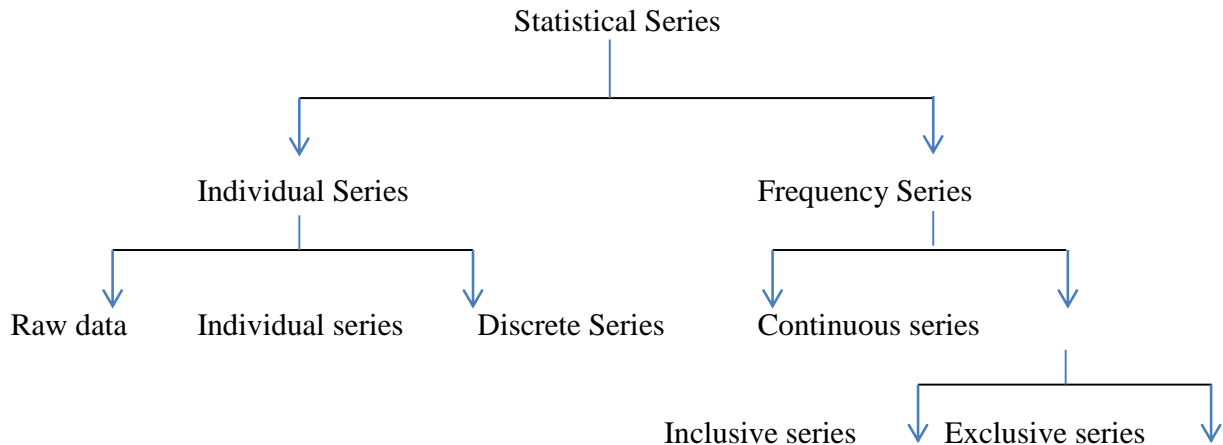 Statistical Series
Individual Series Frequency Series
Raw data Individual series Discrete Series Continuous series
Inclusive series Exclusive series